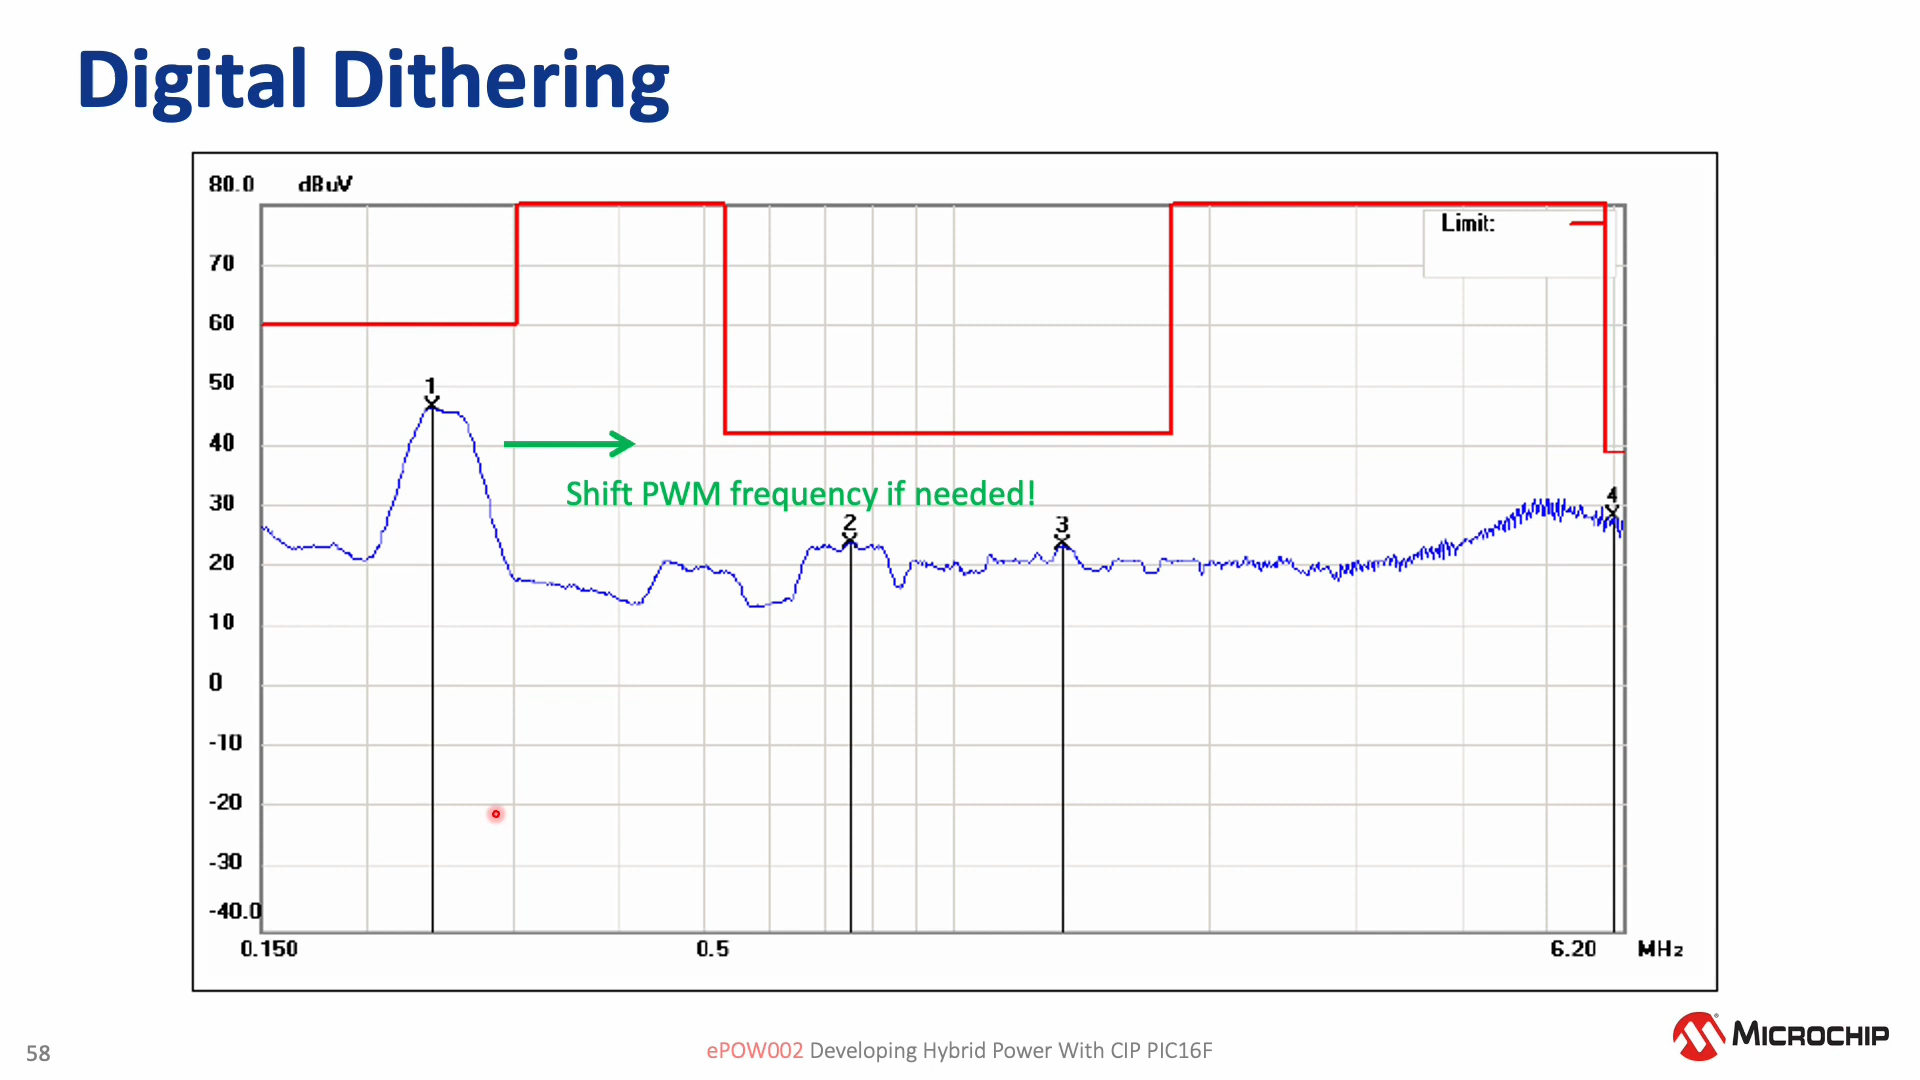 Digital Dithering
80.0 dBuV
Limit:
70
60
50
1
40
Shift PWM frequency if needed!
30
4
2
3
20
10
0
-10
-20
-30
-40.0
0.150 0.5 6.20 MHz
58
ePOW002 Developing Hybrid Power With CIP PIC16F
MICROCHIP